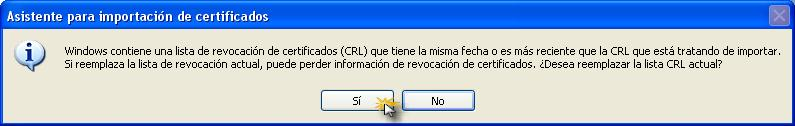 Asistente para importación de certificados
Windows contiene una lista de revocación de certificados (CRL) que tiene la misma fecha o es más reciente que la CRL que está tratando de importar.
Si reemplaza la lista de revocación actual, puede perder información de revocación de certificados. ¿Desea reemplazar la lista CRL actual?
Sí
No